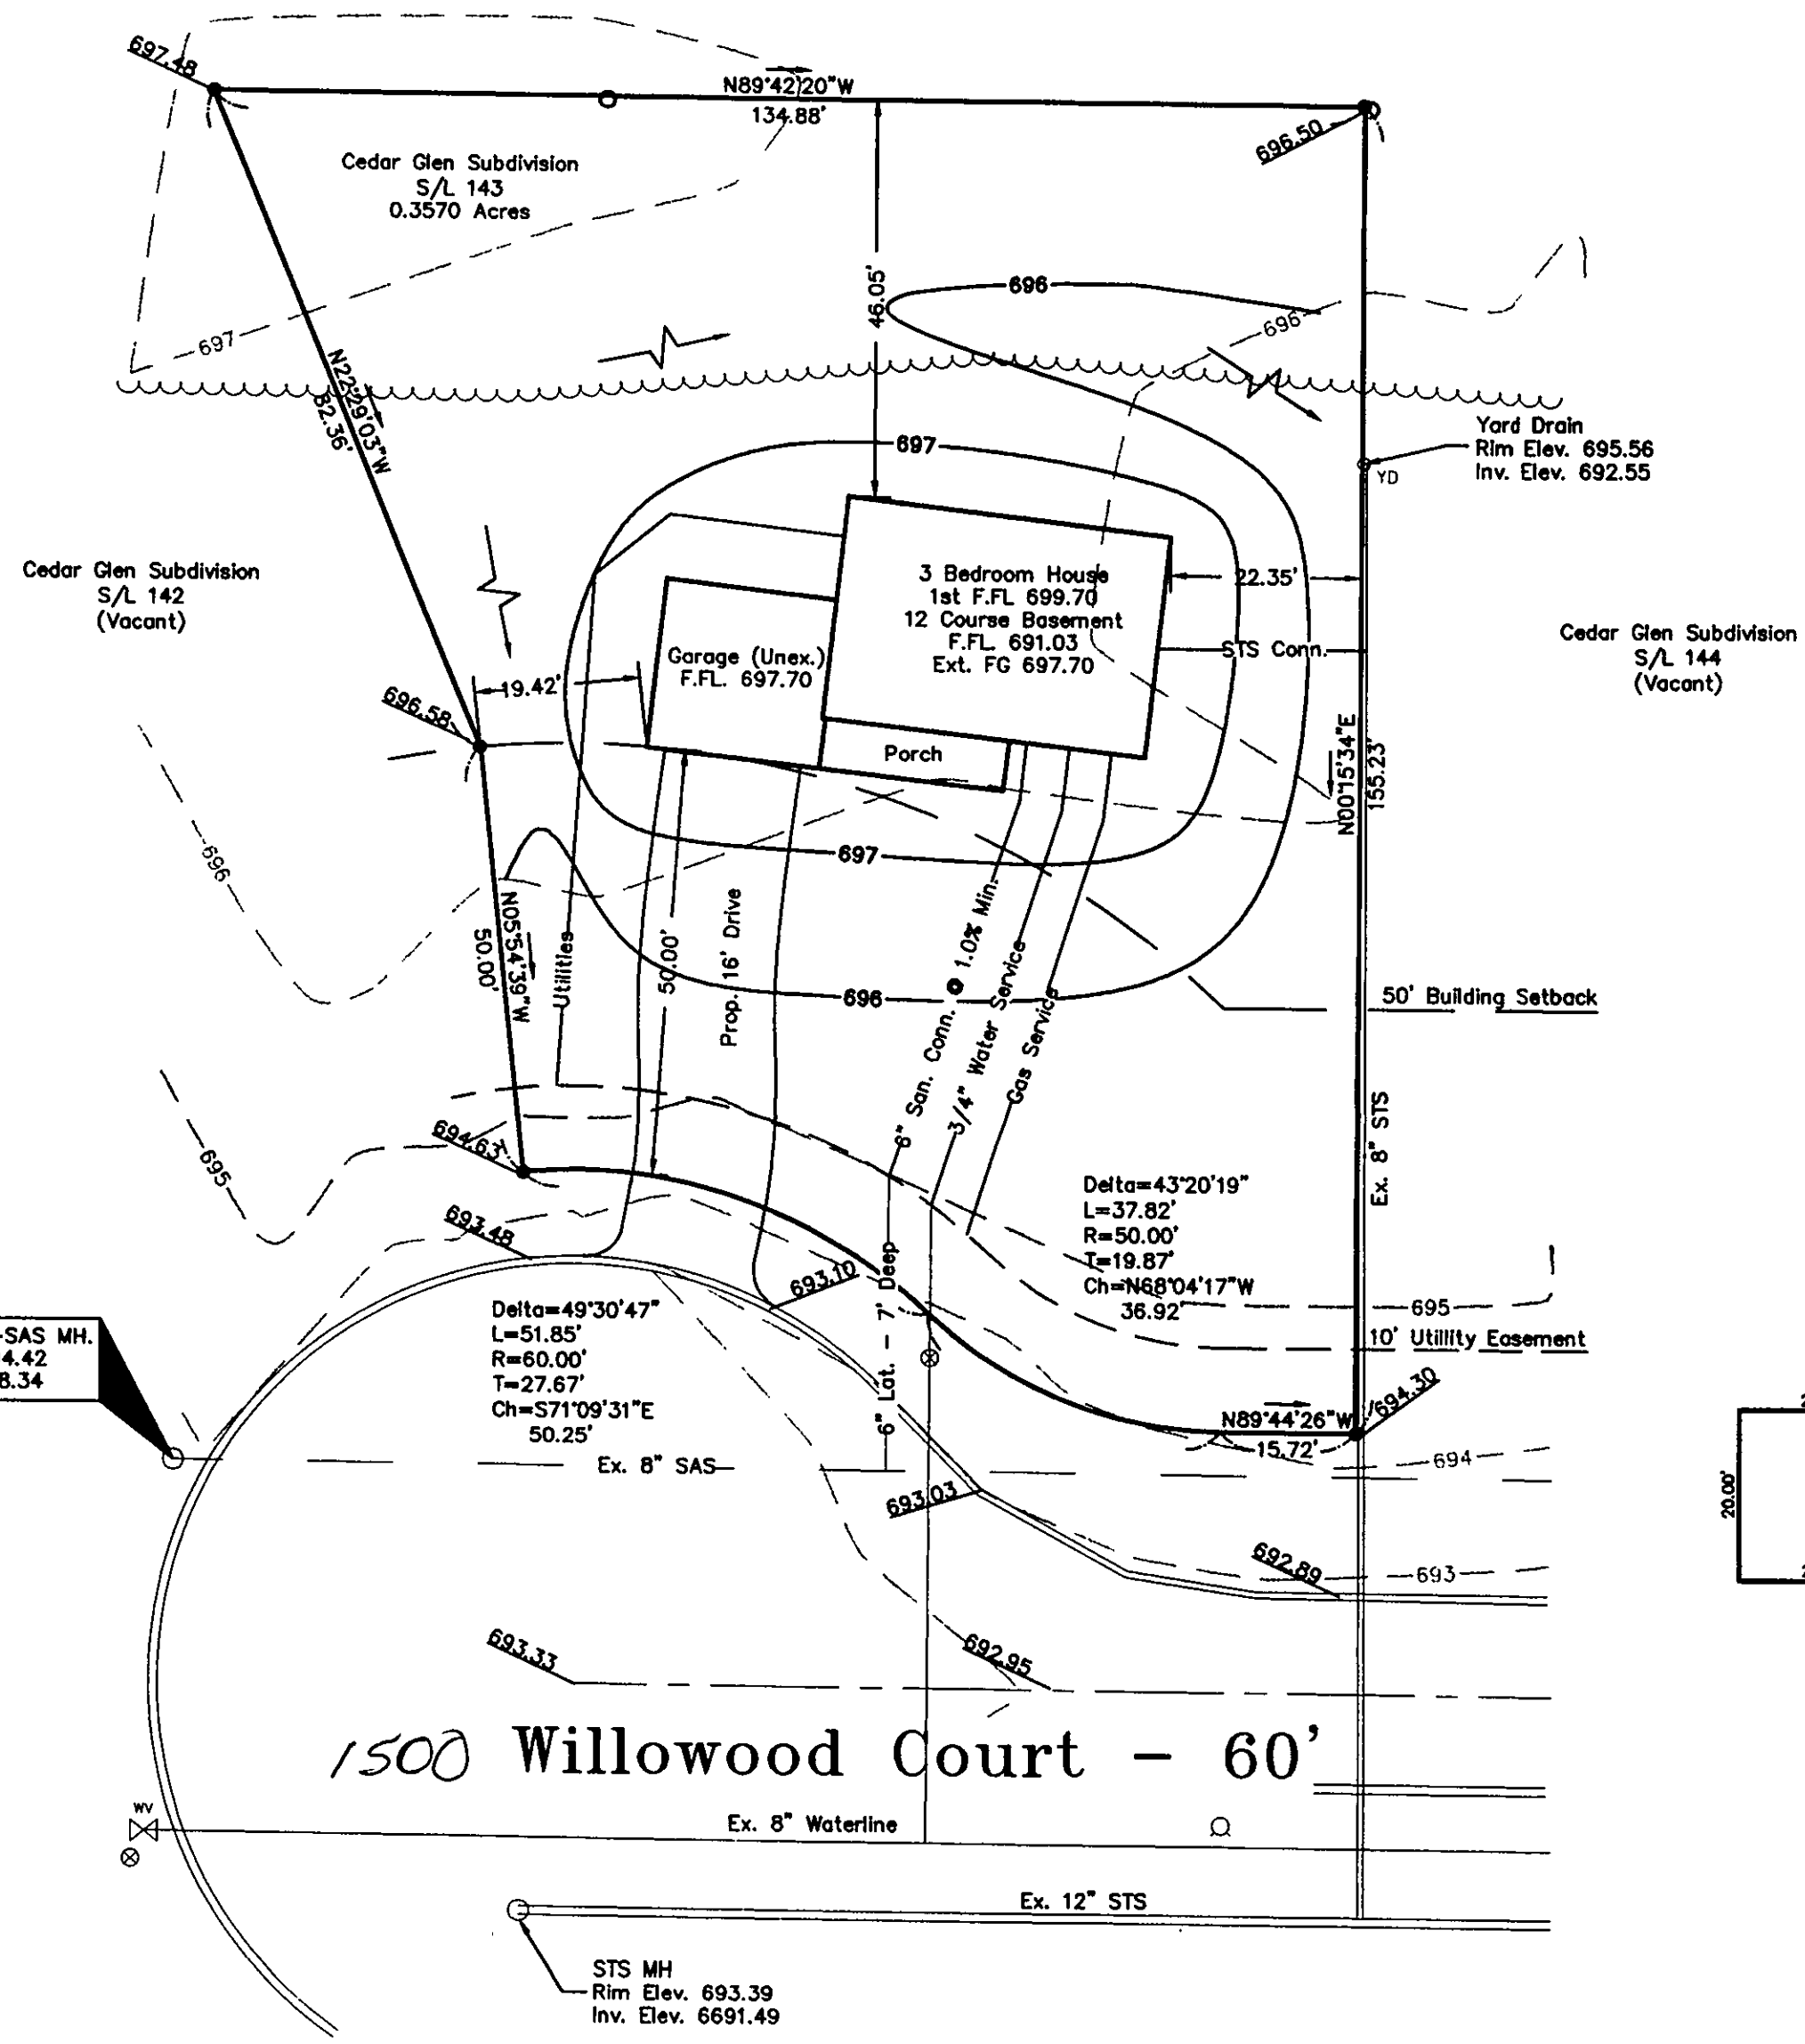 697.48
N89°42'20"W
134.88'
696.50
Cedar Glen Subdivision
S/L 143
0.3570 Acres
46.05'
696
696
697
N22°29'03"W
82.36'
Yard Drain
Rim Elev. 695.56
Inv. Elev. 692.55
YD
697
Cedar Glen Subdivision
S/L 142
(Vacant)
3 Bedroom House
1st F.FL 699.70
12 Course Basement
F.FL. 691.03
Ext. FG 697.70
22.35'
Garage (Unex.)
F.FL. 697.70
STS Conn.
Cedar Glen Subdivision
S/L 144
(Vacant)
19.42'
696.58
Porch
N00°15'34"E
155.23'
697
696
N05°54'39"W
50.00'
Utilities
50.00'
Prop. 16' Drive
696
6" San. Conn. @ 1.0% Min.
3/4" Water Service
Gas Service
50' Building Setback
Ex. 8" STS
695
694.63
693.48
693.10
Delta=43°20'19"
L=37.82'
R=50.00'
T=19.87'
Ch=N68°04'17"W
36.92'
695
10' Utility Easement
Delta=49°30'47"
L=51.85'
R=60.00'
T=27.67'
Ch=S71°09'31"E
50.25'
6" Lat. - 7' Deep
-SAS MH.
4.42
8.34
N89°44'26"W
15.72'
694.30
694
Ex. 8" SAS
693.03
692.89
693
20.00'
693.33
692.95
1500 Willowood Court - 60'
WV
Ex. 8" Waterline
Ex. 12" STS
STS MH
Rim Elev. 693.39
Inv. Elev. 6691.49